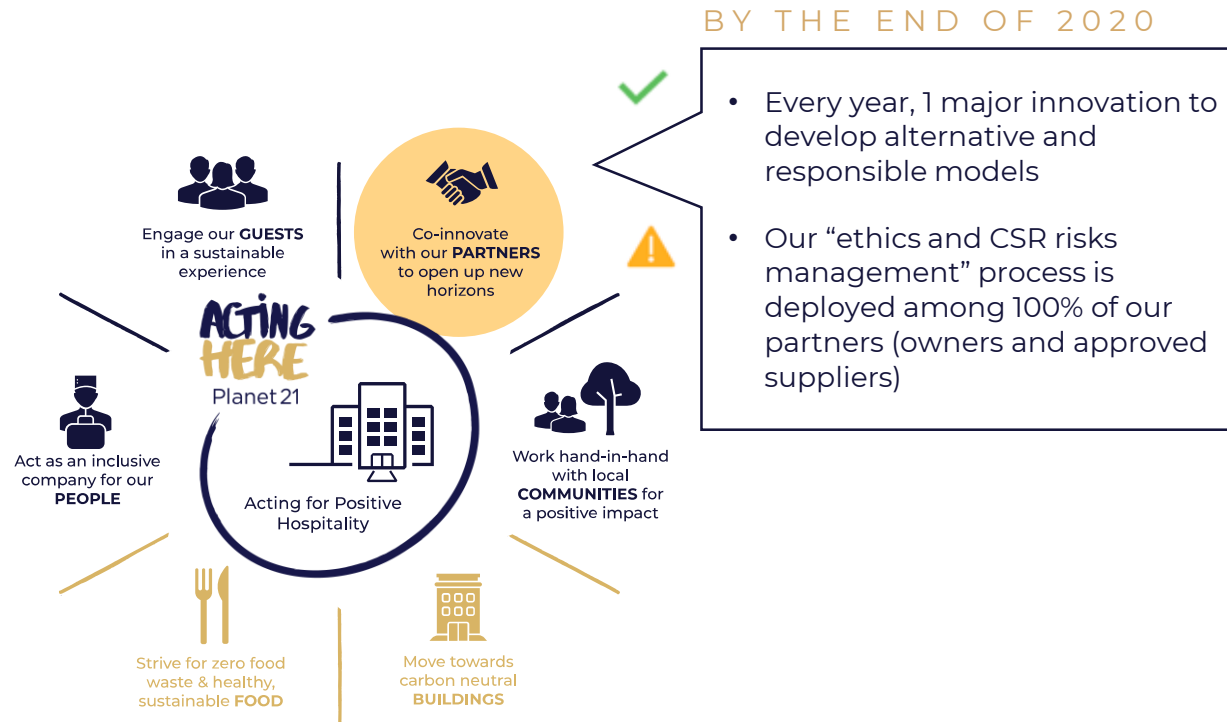 BY THE END OF 2020
• Every year, 1 major innovation to
develop alternative and
responsible models
• Our “ethics and CSR risks
management” process is
deployed among 100% of our
partners (owners and approved
suppliers)
Engage our GUESTS
in a sustainable
experience
Co-innovate
with our PARTNERS
to open up new
horizons
ACTING
HERE
Planet 21
Act as an inclusive
company for our
PEOPLE
Acting for Positive
Hospitality
Work hand-in-hand
with local
COMMUNITIES for
a positive impact
Strive for zero food
waste & healthy,
sustainable FOOD
Move towards
carbon neutral
BUILDINGS